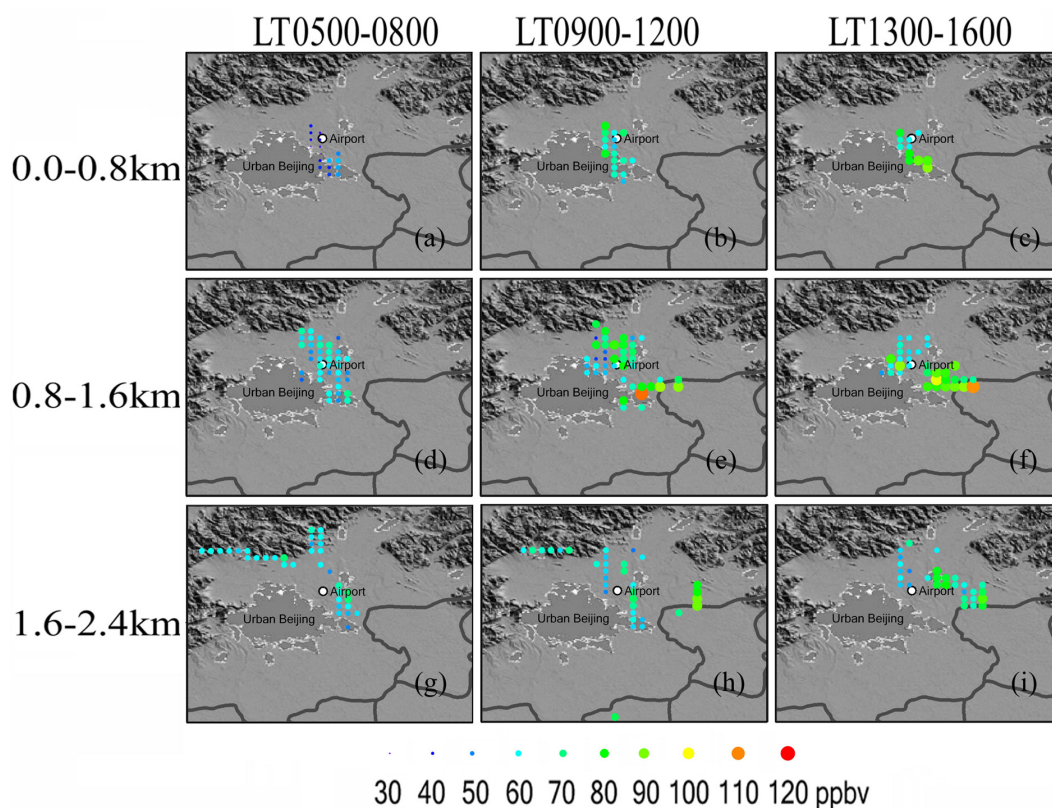 LT0500-0800 LT0900-1200 LT1300-1600
0.0-0.8km
Airport
Urban Beijing
(a)
Airport
Urban Beijing
(b)
Airport
Urban Beijing
(c)
0.8-1.6km
Airport
Urban Beijing
(d)
Airport
Urban Beijing
(e)
Airport
Urban Beijing
(f)
1.6-2.4km
Airport
Urban Beijing
(g)
Airport
Urban Beijing
(h)
Airport
Urban Beijing
(i)
30 40 50 60 70 80 90 100 110 120 ppbv